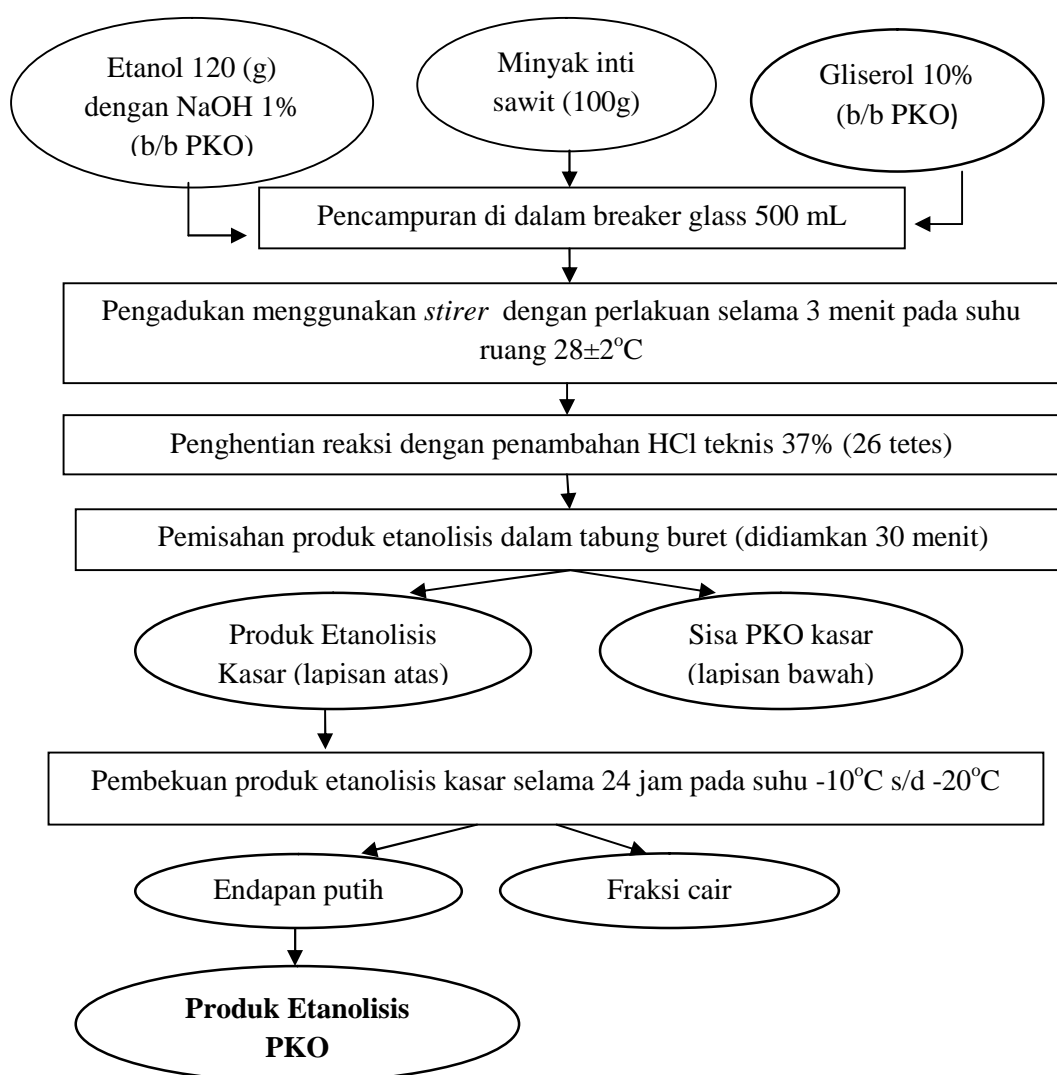 Etanol 120 (g)
dengan NaOH 1%
(b/b PKO)
Minyak inti
sawit (100g)
Gliserol 10%
(b/b PKO)
Pencampuran di dalam breaker glass 500 mL
Pengadukan menggunakan stirer dengan perlakuan selama 3 menit pada suhu
ruang 28±2°C
Penghentian reaksi dengan penambahan HCl teknis 37% (26 tetes)
Pemisahan produk etanolisis dalam tabung buret (didiamkan 30 menit)
Produk Etanolisis
Kasar (lapisan atas)
Sisa PKO kasar
(lapisan bawah)
Pembekuan produk etanolisis kasar selama 24 jam pada suhu -10°C s/d -20°C
Endapan putih
Fraksi cair
Produk Etanolisis
PKO